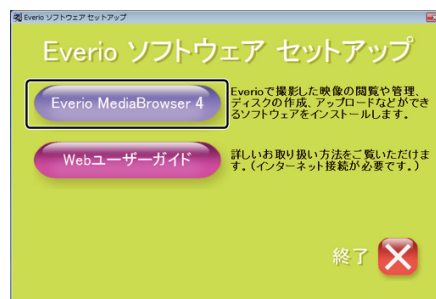 Everio ソフトウェア セットアップ
Everio ソフトウェア セットアップ
Everio MediaBrowser 4
Everioで撮影した映像の閲覧や管理、
ディスクの作成、アップロードなどができ
るソフトウェアをインストールします。
Webユーザーガイド
詳しいお取り扱い方法をご覧いただけま
す。(インターネット接続が必要です。)
終了